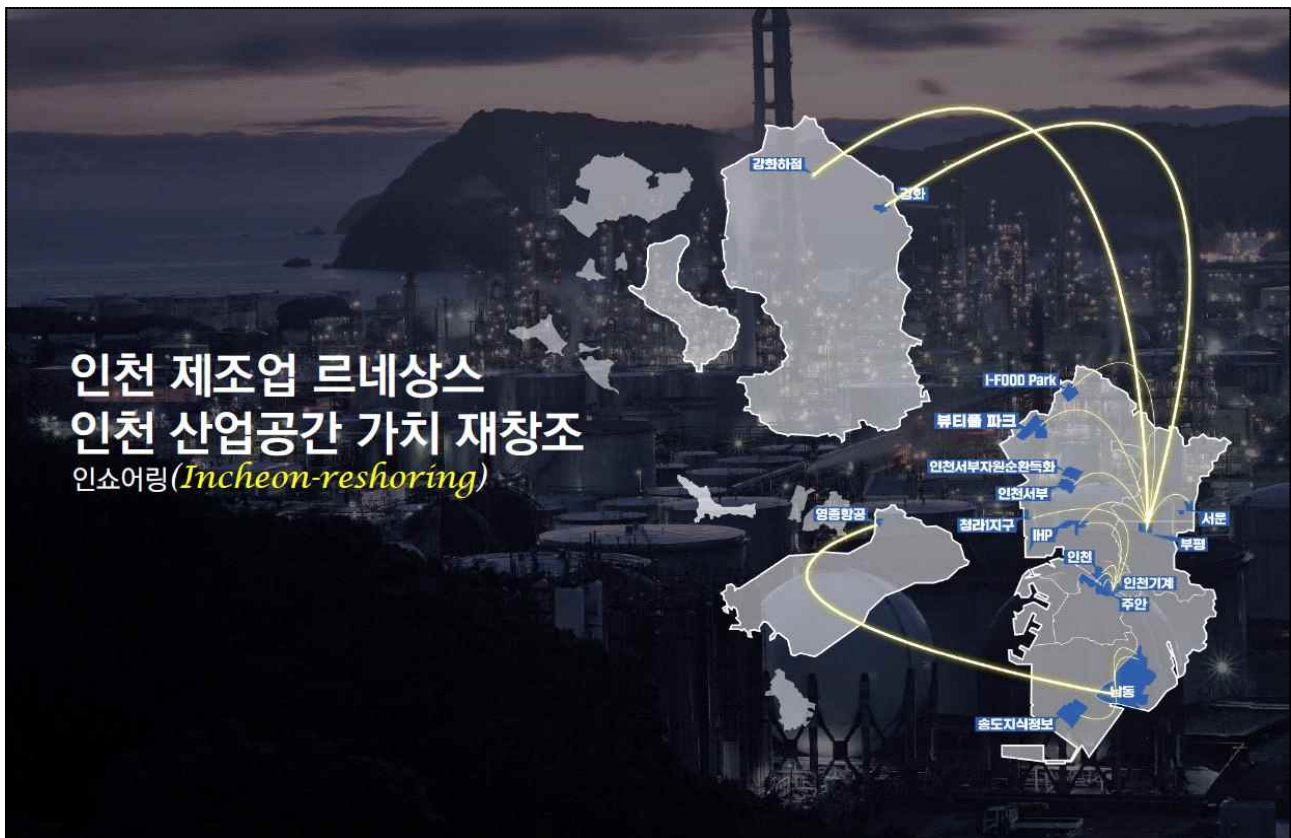 인천 제조업 르네상스
인천 산업공간 가치 재창조
인쇼어링(Incheon-reshoring)
강화하점
강화
I-FOOD Park
뷰티풀 파크
인천서부자원순환특화
인천서부
청라1지구
IHP
서운
부평
영종항공
인천
인천기계
주안
남동
송도지식정보